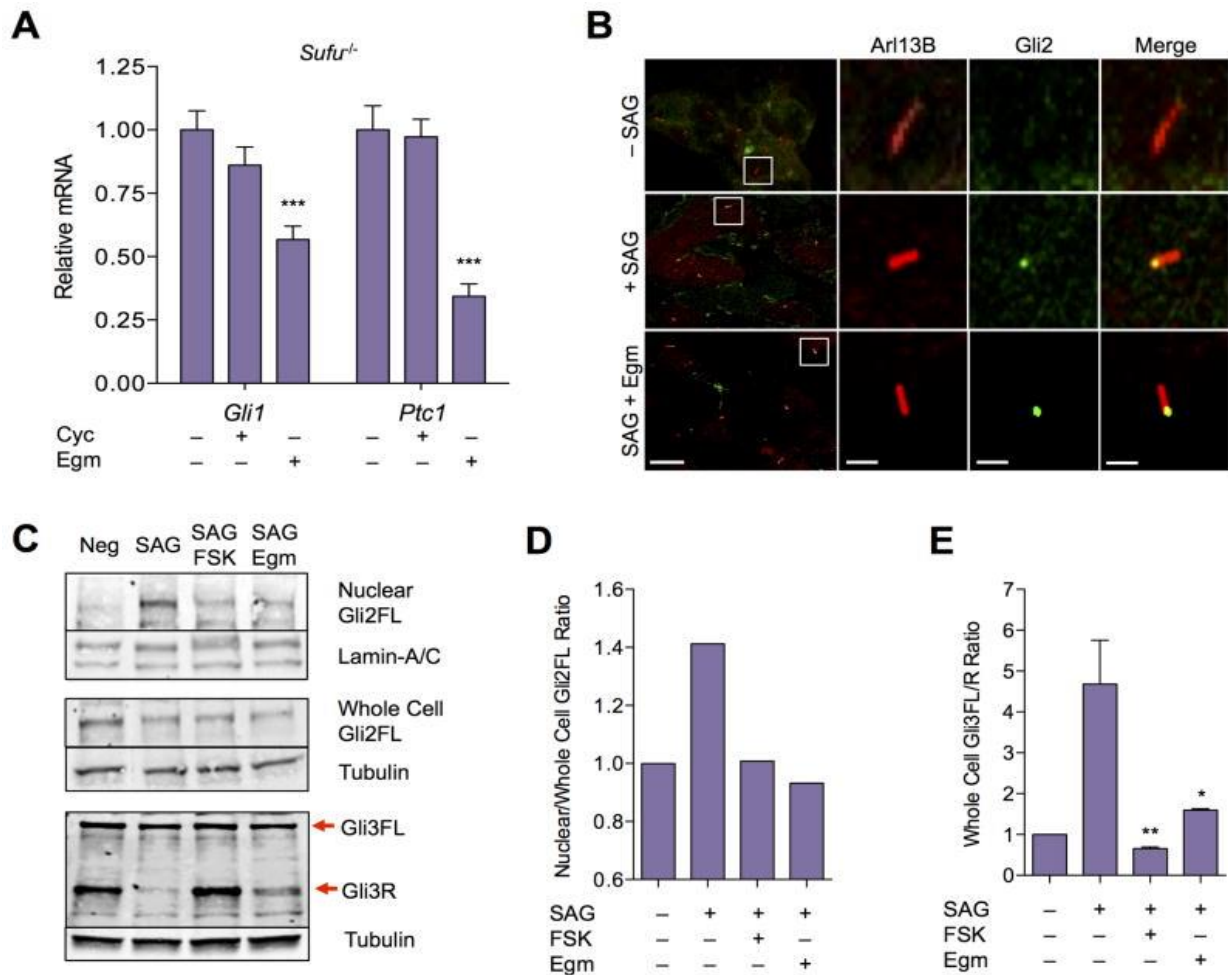 A
Sufu-/-
Relative mRNA
1.25
1.00
0.75
0.50
0.25
0.00
***
***
Gli1 Ptc1
Cyc – + – – + –
Egm – – + – – +
B
Arl13B Gli2 Merge
– SAG
+ SAG
SAG + Egm
C
Neg SAG SAG FSK SAG Egm
Nuclear
Gli2FL
Lamin-A/C
Whole Cell
Gli2FL
Tubulin
Gli3FL
Gli3R
Tubulin
D
Nuclear/Whole Cell Gli2FL Ratio
1.6
1.4
1.2
1.0
0.8
0.6
SAG – + + +
FSK – – + –
Egm – – – +
E
Whole Cell Gli3FL/R Ratio
7
6
5
4
3
2
1
0
**
*
SAG – + + +
FSK – – + –
Egm – – – +